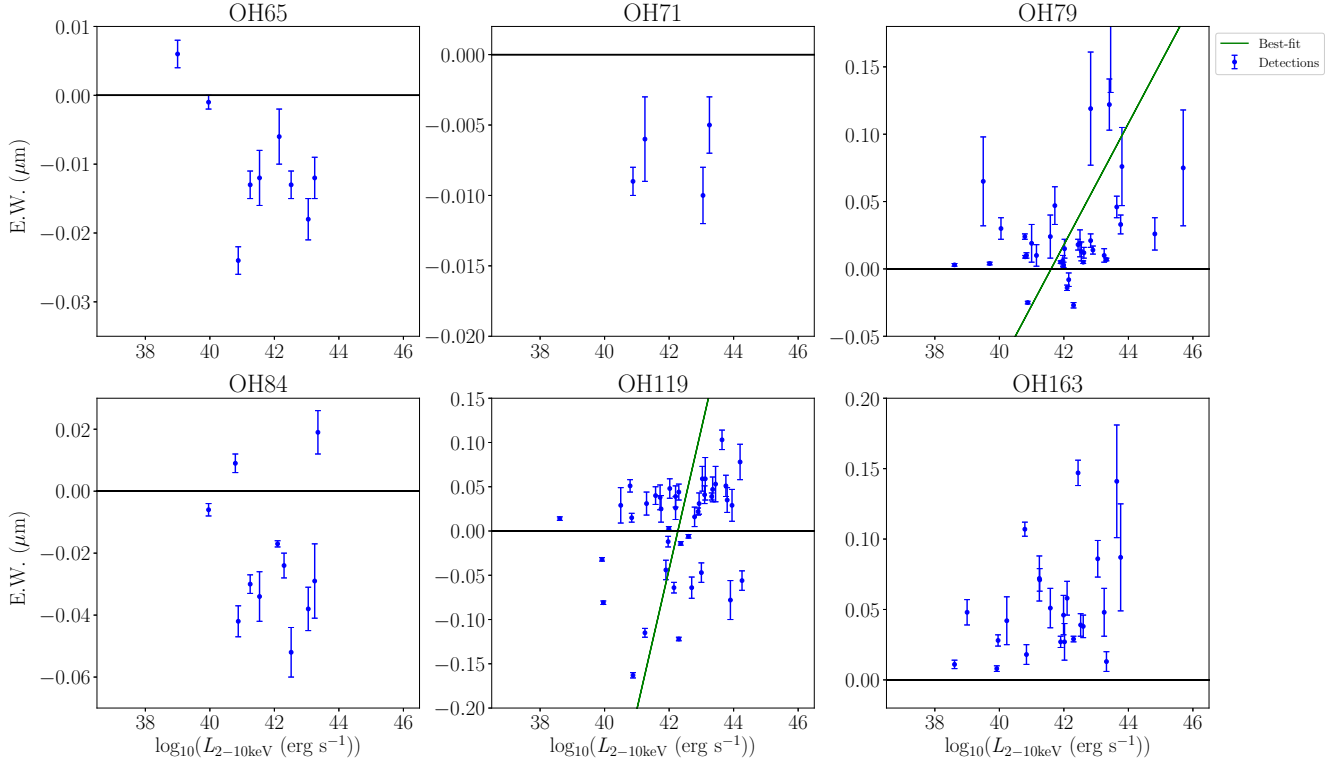 OH65
OH71
OH79
0.01
0.00
−0.01
−0.02
−0.03
E.W. (μm)
38 40 42 44 46
0.000
−0.005
−0.010
−0.015
−0.020
38 40 42 44 46
0.15
0.10
0.05
0.00
−0.05
38 40 42 44 46
Best-fit
Detections
OH84
OH119
OH163
0.02
0.00
−0.02
−0.04
−0.06
E.W. (μm)
38 40 42 44 46
log₁₀(L₂₋₁₀keV (erg s⁻¹))
0.15
0.10
0.05
0.00
−0.05
−0.10
−0.15
−0.20
38 40 42 44 46
log₁₀(L₂₋₁₀keV (erg s⁻¹))
0.20
0.15
0.10
0.05
0.00
38 40 42 44 46
log₁₀(L₂₋₁₀keV (erg s⁻¹))